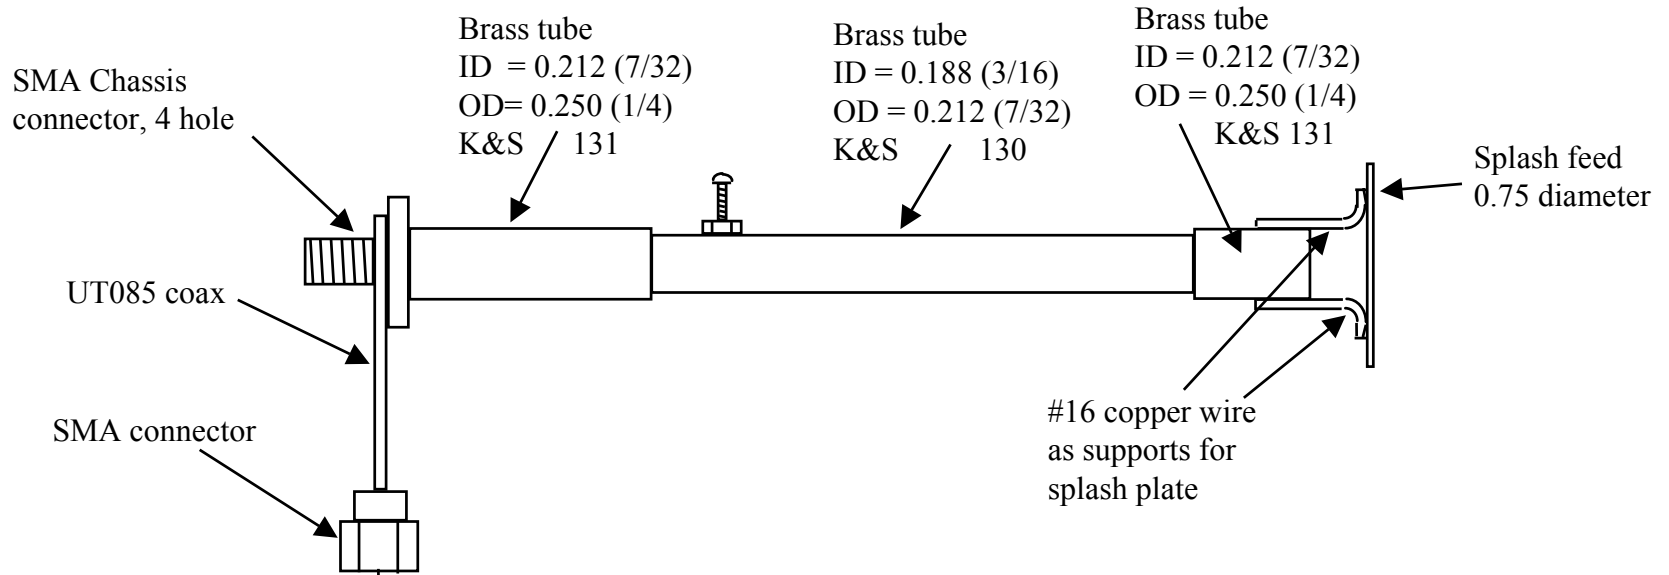 Brass tube
ID = 0.212 (7/32)
OD= 0.250 (1/4)
K&S 131
Brass tube
ID = 0.188 (3/16)
OD = 0.212 (7/32)
K&S 130
Brass tube
ID = 0.212 (7/32)
OD = 0.250 (1/4)
K&S 131
SMA Chassis
connector, 4 hole
Splash feed
0.75 diameter
UT085 coax
SMA connector
#16 copper wire
as supports for
splash plate